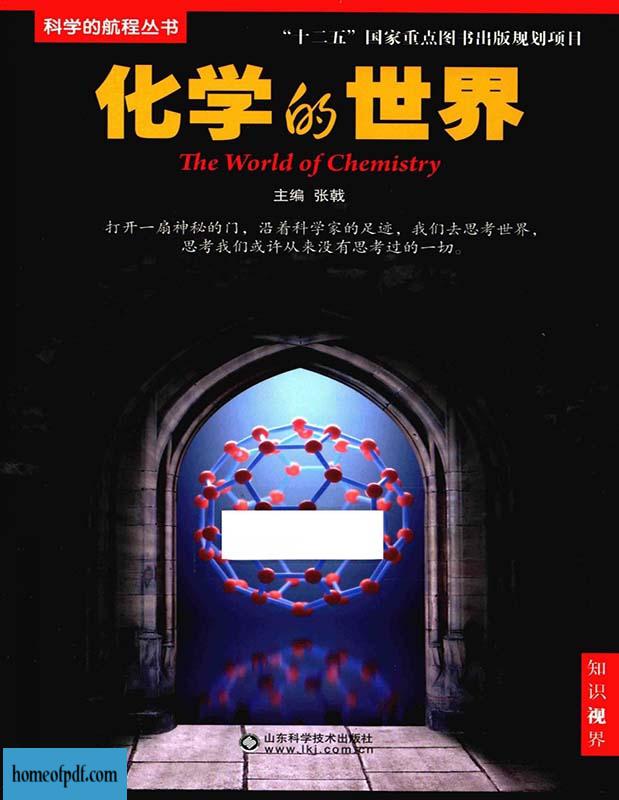 科学的航程丛书
“十二五”国家重点图书出版规划项目
化学的世界
The World of Chemistry
主编 张戟
打开一扇神秘的门，沿着科学家的足迹，我们去思考世界，
思考我们或许从来没有思考过的一切。
知识视界
山东科学技术出版社
www.lkj.com.cn
homeofpdf.com